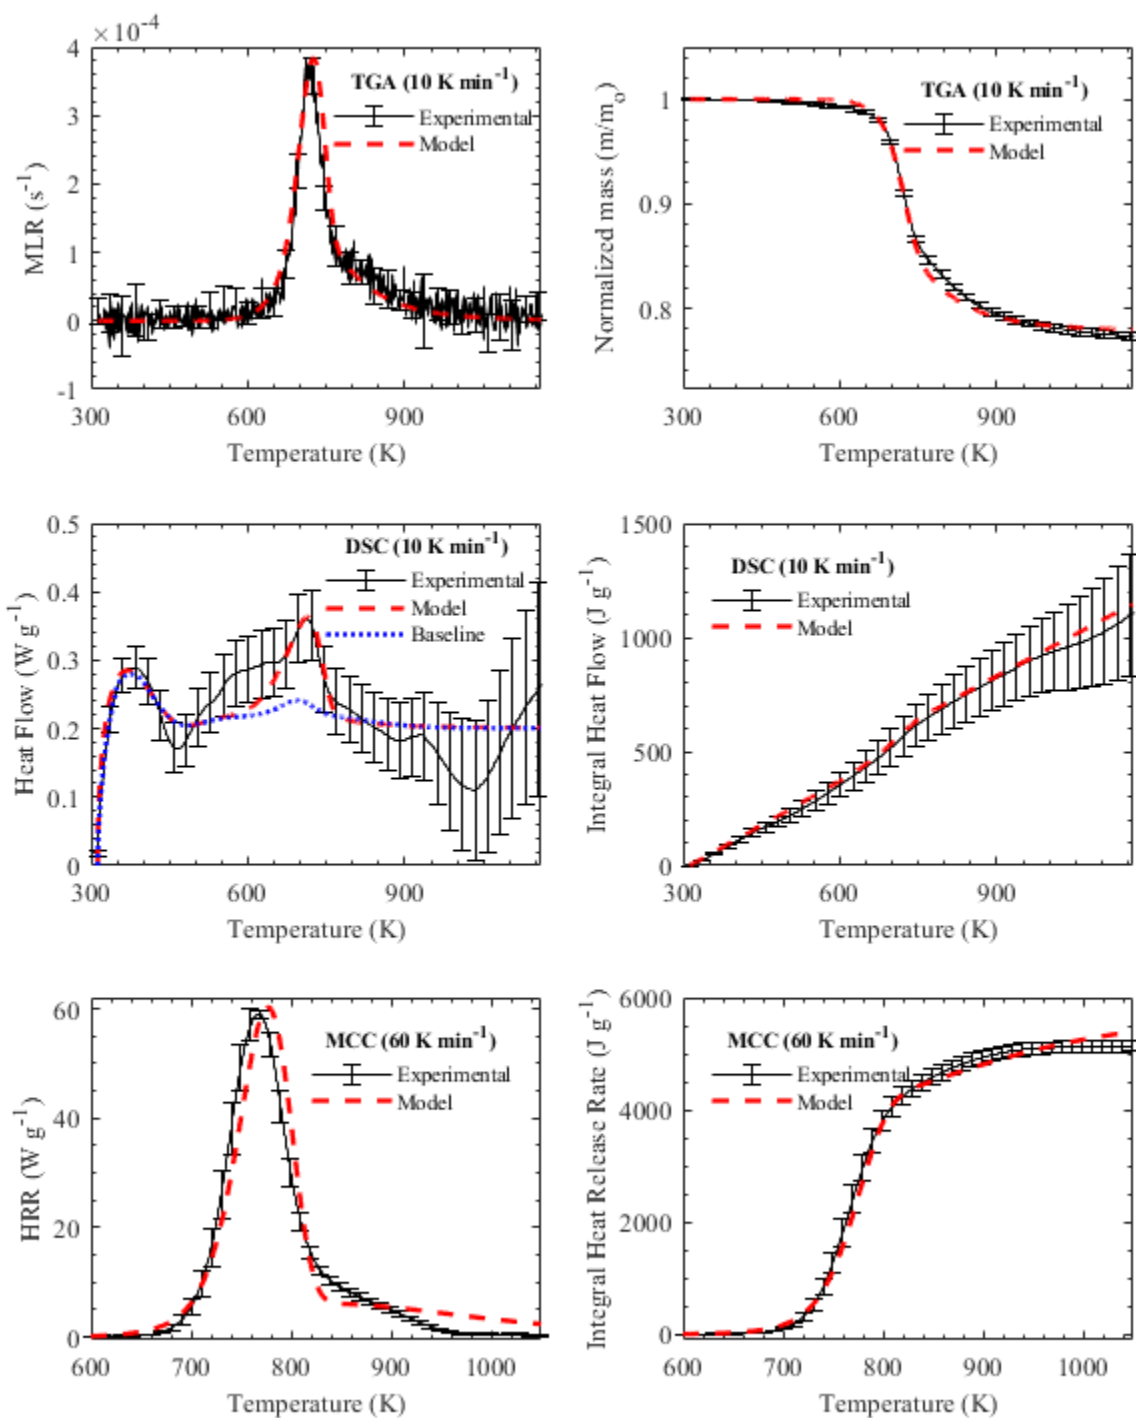 ×10⁻⁴
4
3
2
1
0
-1
MLR (s⁻¹)
TGA (10 K min⁻¹)
Experimental
Model
300
600
900
Temperature (K)
1
0.9
0.8
Normalized mass (m/mₒ)
TGA (10 K min⁻¹)
Experimental
Model
300
600
900
Temperature (K)
0.5
0.4
0.3
0.2
0.1
0
Heat Flow (W g⁻¹)
DSC (10 K min⁻¹)
Experimental
Model
Baseline
300
600
900
Temperature (K)
1500
1000
500
0
Integral Heat Flow (J g⁻¹)
DSC (10 K min⁻¹)
Experimental
Model
300
600
900
Temperature (K)
60
40
20
0
HRR (W g⁻¹)
MCC (60 K min⁻¹)
Experimental
Model
600
700
800
900
1000
Temperature (K)
6000
4000
2000
0
Integral Heat Release Rate (J g⁻¹)
MCC (60 K min⁻¹)
Experimental
Model
600
700
800
900
1000
Temperature (K)